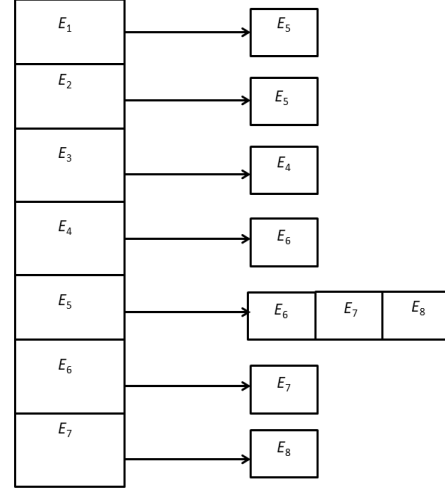 E₁ E₅
E₂ E₅
E₃ E₄
E₄ E₆
E₅ E₆ E₇ E₈
E₆ E₇
E₇ E₈